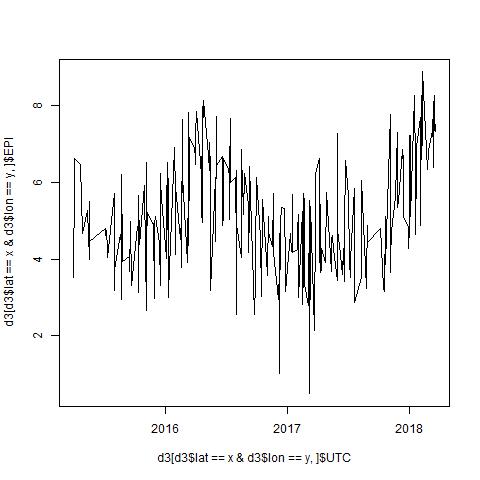 8
6
4
2
d3[d3$lat == x & d3$lon == y, ]$EPI
2016 2017 2018
d3[d3$lat == x & d3$lon == y, ]$UTC